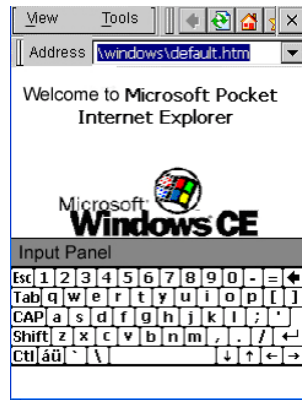 View Tools
Address \windows\default.htm
Welcome to Microsoft Pocket
Internet Explorer
Microsoft
Windows CE
Input Panel
Esc 1 2 3 4 5 6 7 8 9 0 - =
Tab q w e r t y u i o p [ ]
CAP a s d f g h j k l ; '
Shift z x c v b n m , . /
Ctl áü ` \